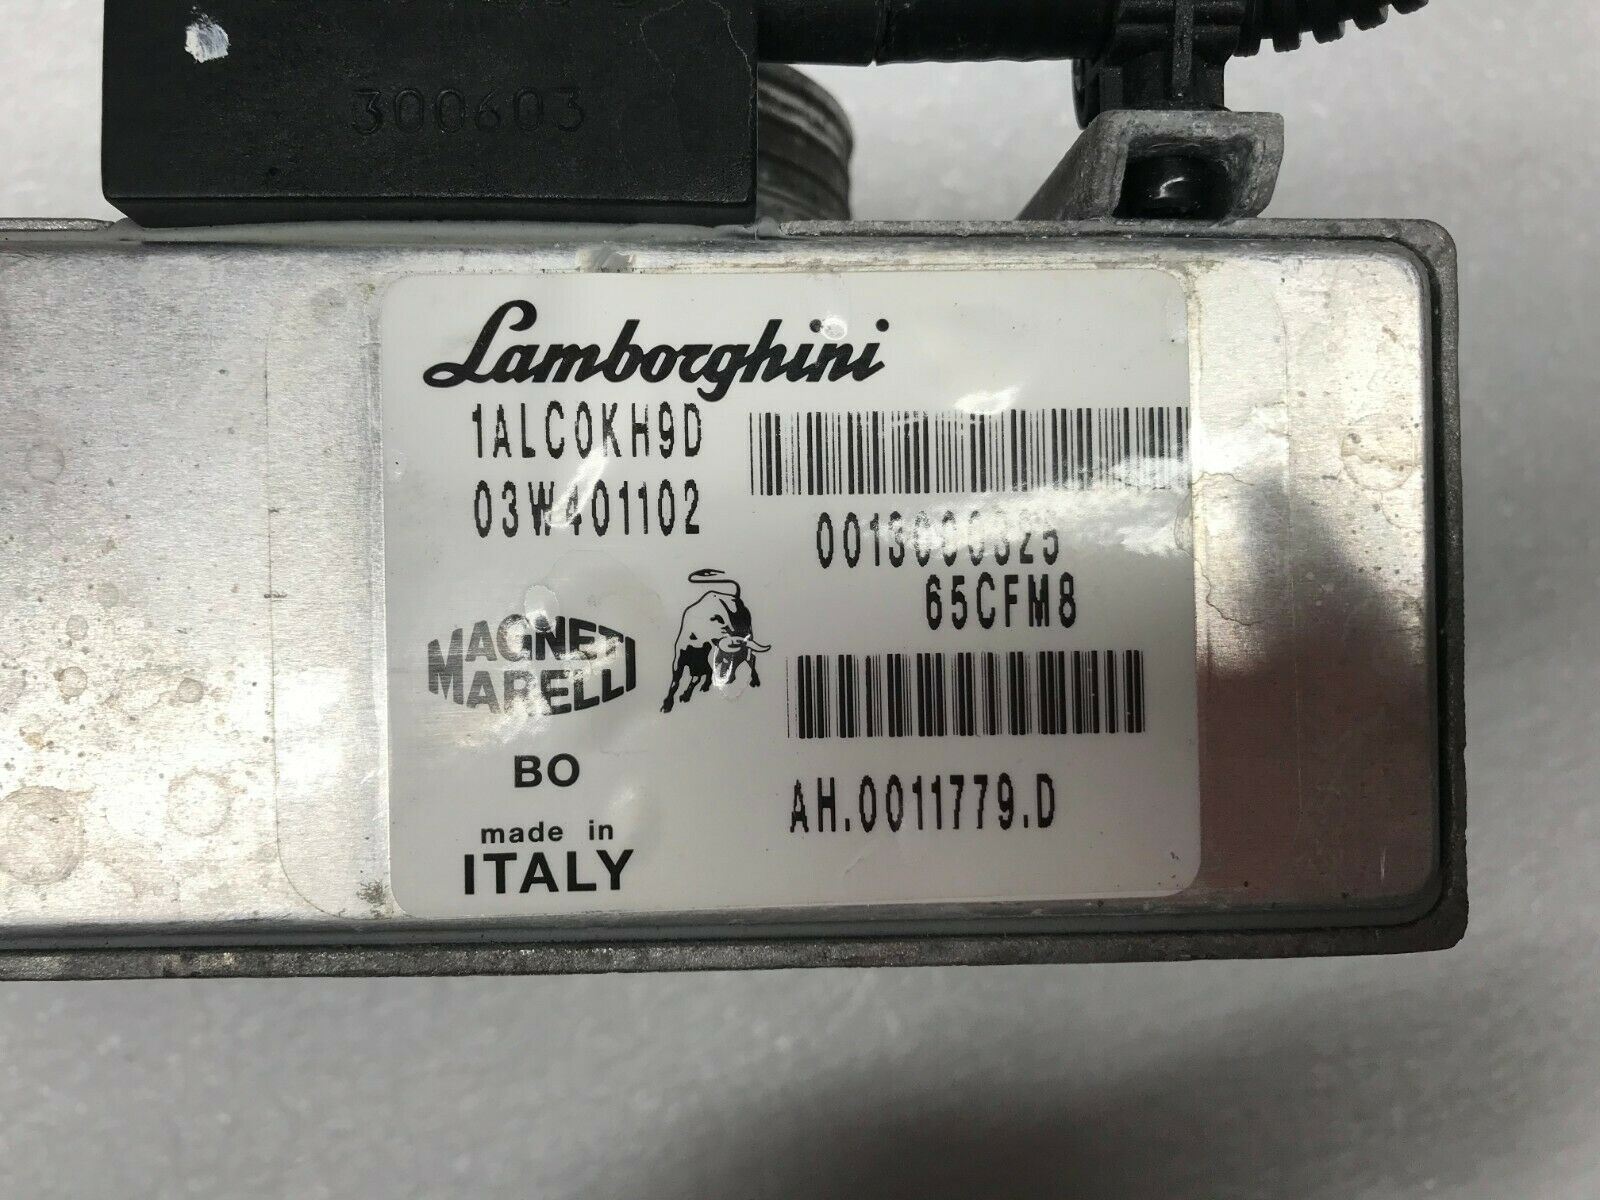 300603
Lamborghini
1ALC0KH9D
03W401102
65CFM8
MAGNETI
MARELLI
BO
made in
ITALY
AH.0011779.D